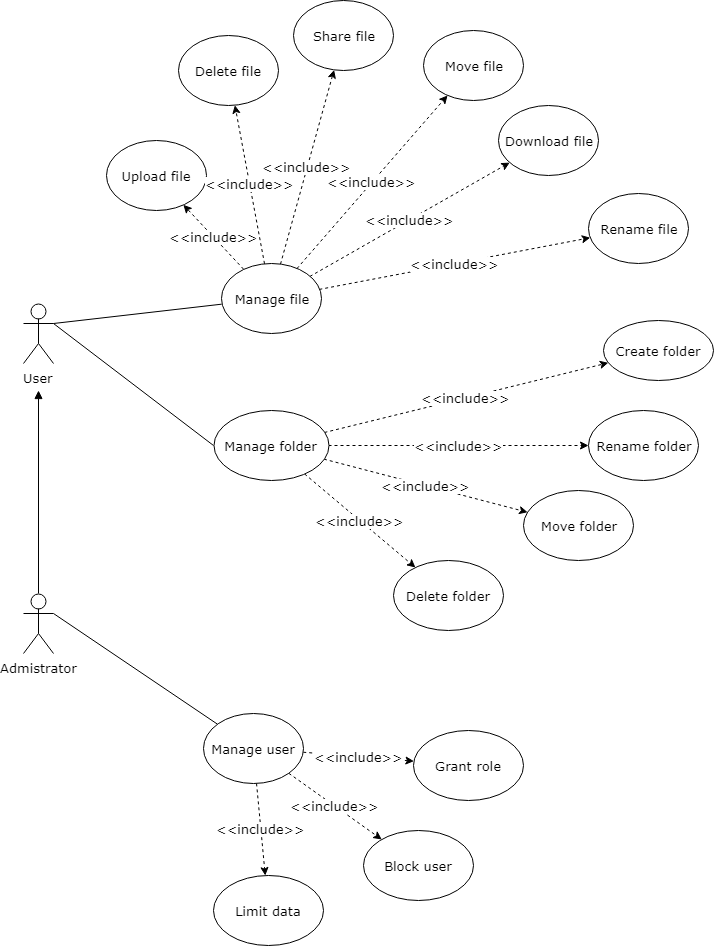 Share file
Delete file
Move file
Download file
<<include>>
Upload file
<<include>>
<<include>>
<<include>>
Rename file
<<include>>
<<include>>
Manage file
Create folder
User
<<include>>
Manage folder
<<include>>
Rename folder
<<include>>
<<include>>
Move folder
Delete folder
Admistrator
Manage user
<<include>>
Grant role
<<include>>
<<include>>
Block user
Limit data